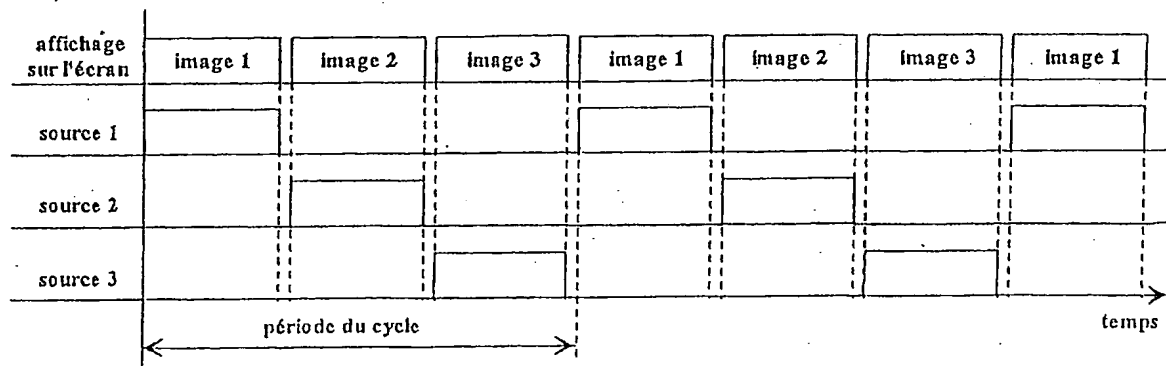 affichage
sur l'écran
image 1 image 2 image 3 image 1 image 2 image 3 image 1
source 1
source 2
source 3
période du cycle
temps